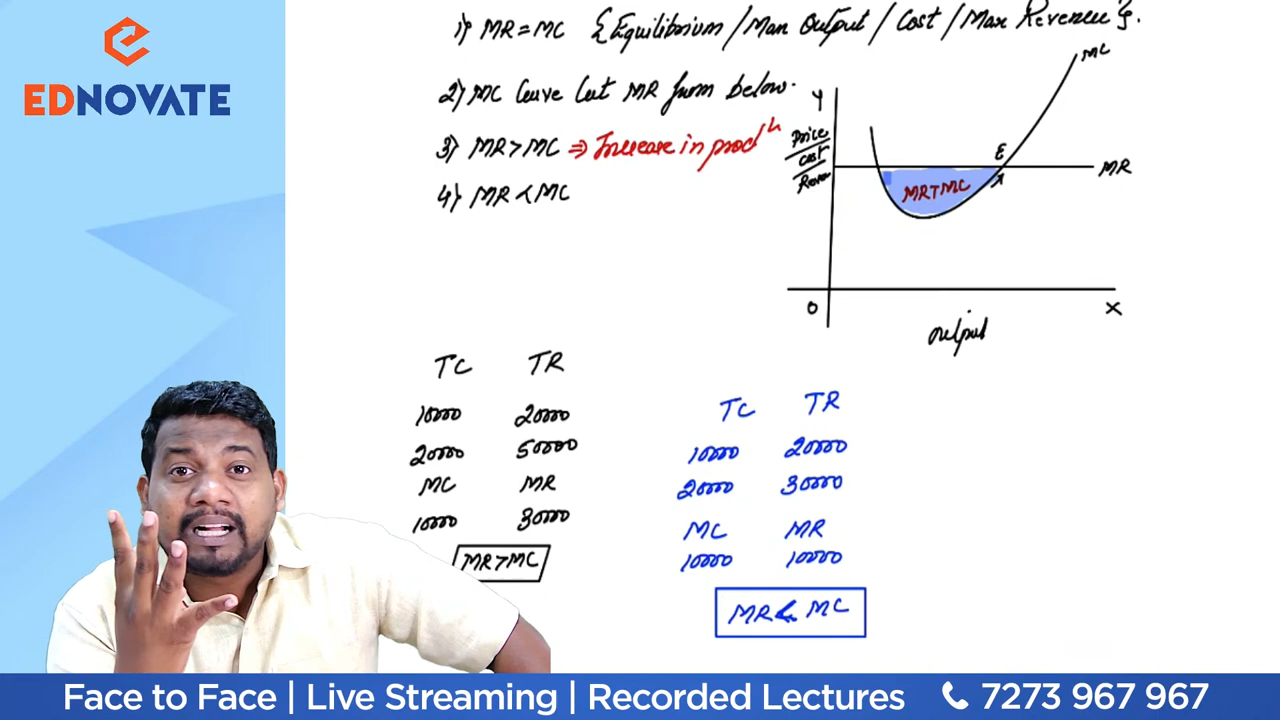 EDNOVATE
1) MR = MC {Equilibrium / Max Output / Cost / Max Revenue}.
2) MC Curve Cut MR from below.
3) MR > MC ⇒ Increase in prod^n
4) MR < MC
Y
Price
Cost
Reve
MC
E
MR
MR>MC
O
X
output
TC TR
10000 20000
20000 50000
MC MR
10000 30000
MR>MC
TC TR
10000 20000
20000 30000
MC MR
10000 10000
MR < MC
Face to Face | Live Streaming | Recorded Lectures 7273 967 967